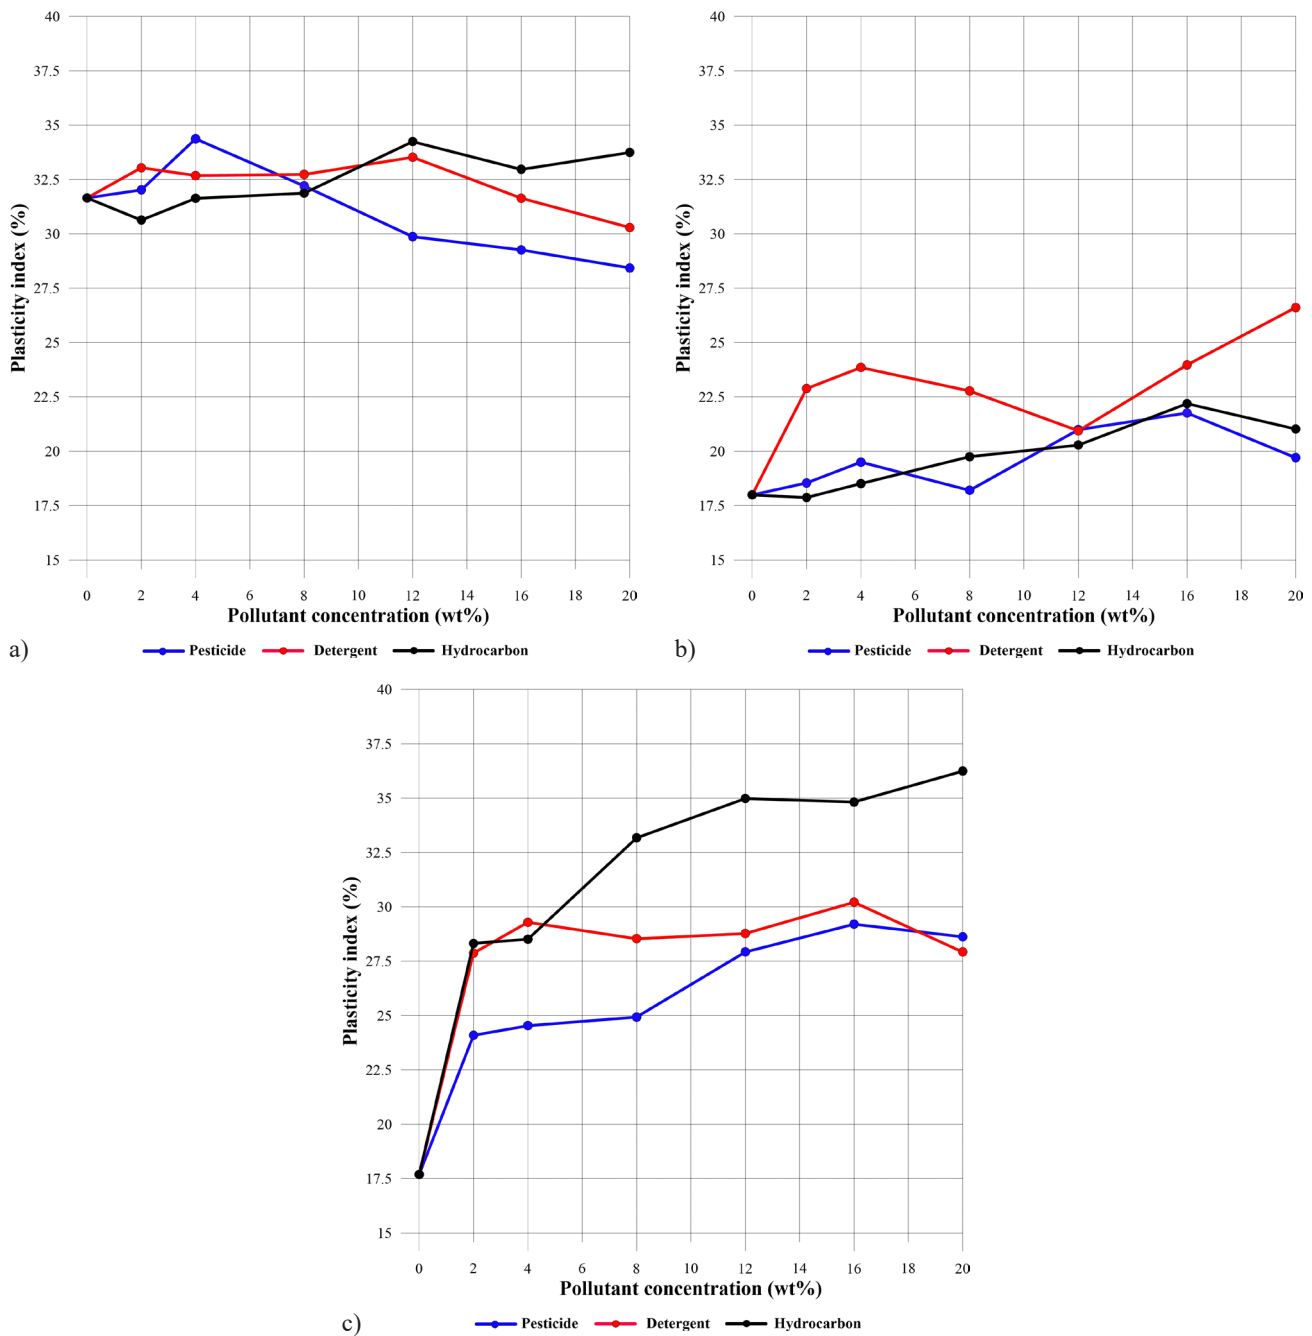 40
37.5
35
32.5
30
27.5
25
22.5
20
17.5
15
Plasticity index (%)
0 2 4 6 8 10 12 14 16 18 20
Pollutant concentration (wt%)
a) Pesticide Detergent Hydrocarbon
40
37.5
35
32.5
30
27.5
25
22.5
20
17.5
15
Plasticity index (%)
0 2 4 6 8 10 12 14 16 18 20
Pollutant concentration (wt%)
b) Pesticide Detergent Hydrocarbon
40
37.5
35
32.5
30
27.5
25
22.5
20
17.5
15
Plasticity index (%)
0 2 4 6 8 10 12 14 16 18 20
Pollutant concentration (wt%)
c) Pesticide Detergent Hydrocarbon